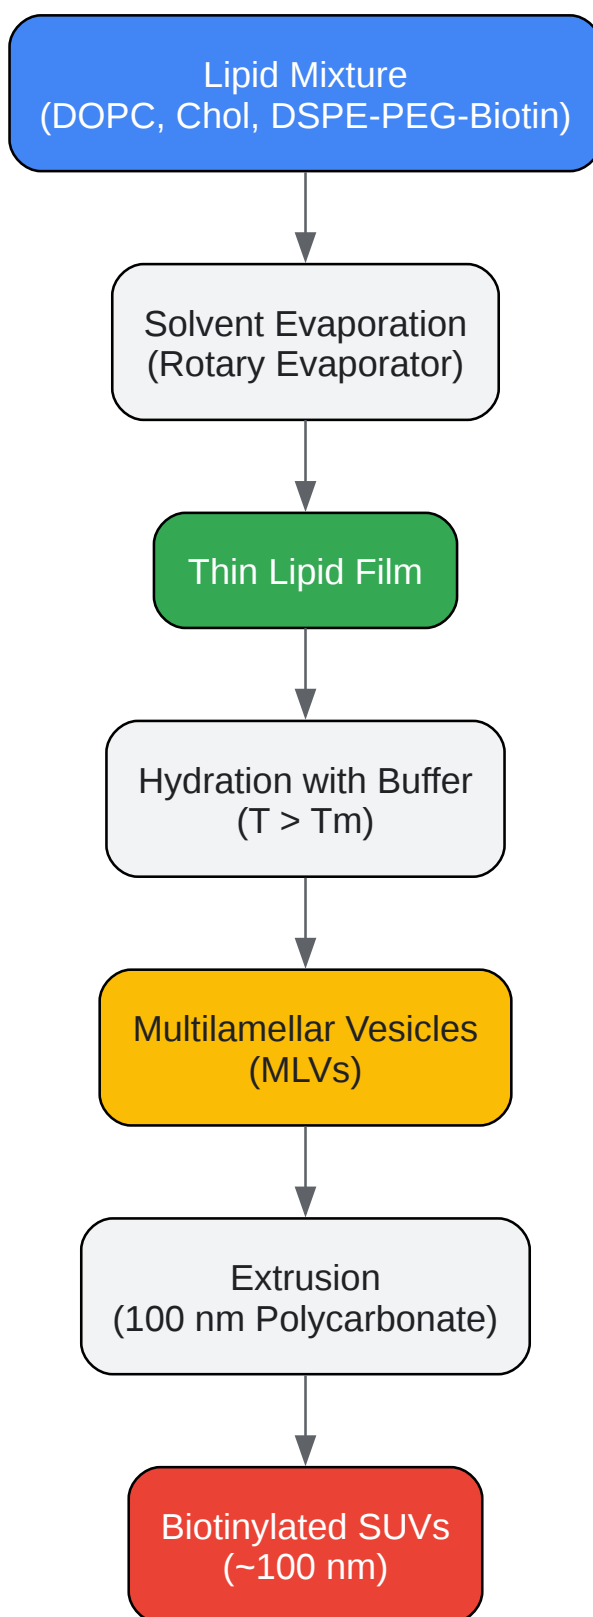 Lipid Mixture
(DOPC, Chol, DSPE-PEG-Biotin)
Solvent Evaporation
(Rotary Evaporator)
Thin Lipid Film
Hydration with Buffer
(T > Tm)
Multilamellar Vesicles
(MLVs)
Extrusion
(100 nm Polycarbonate)
Biotinylated SUVs
(~100 nm)